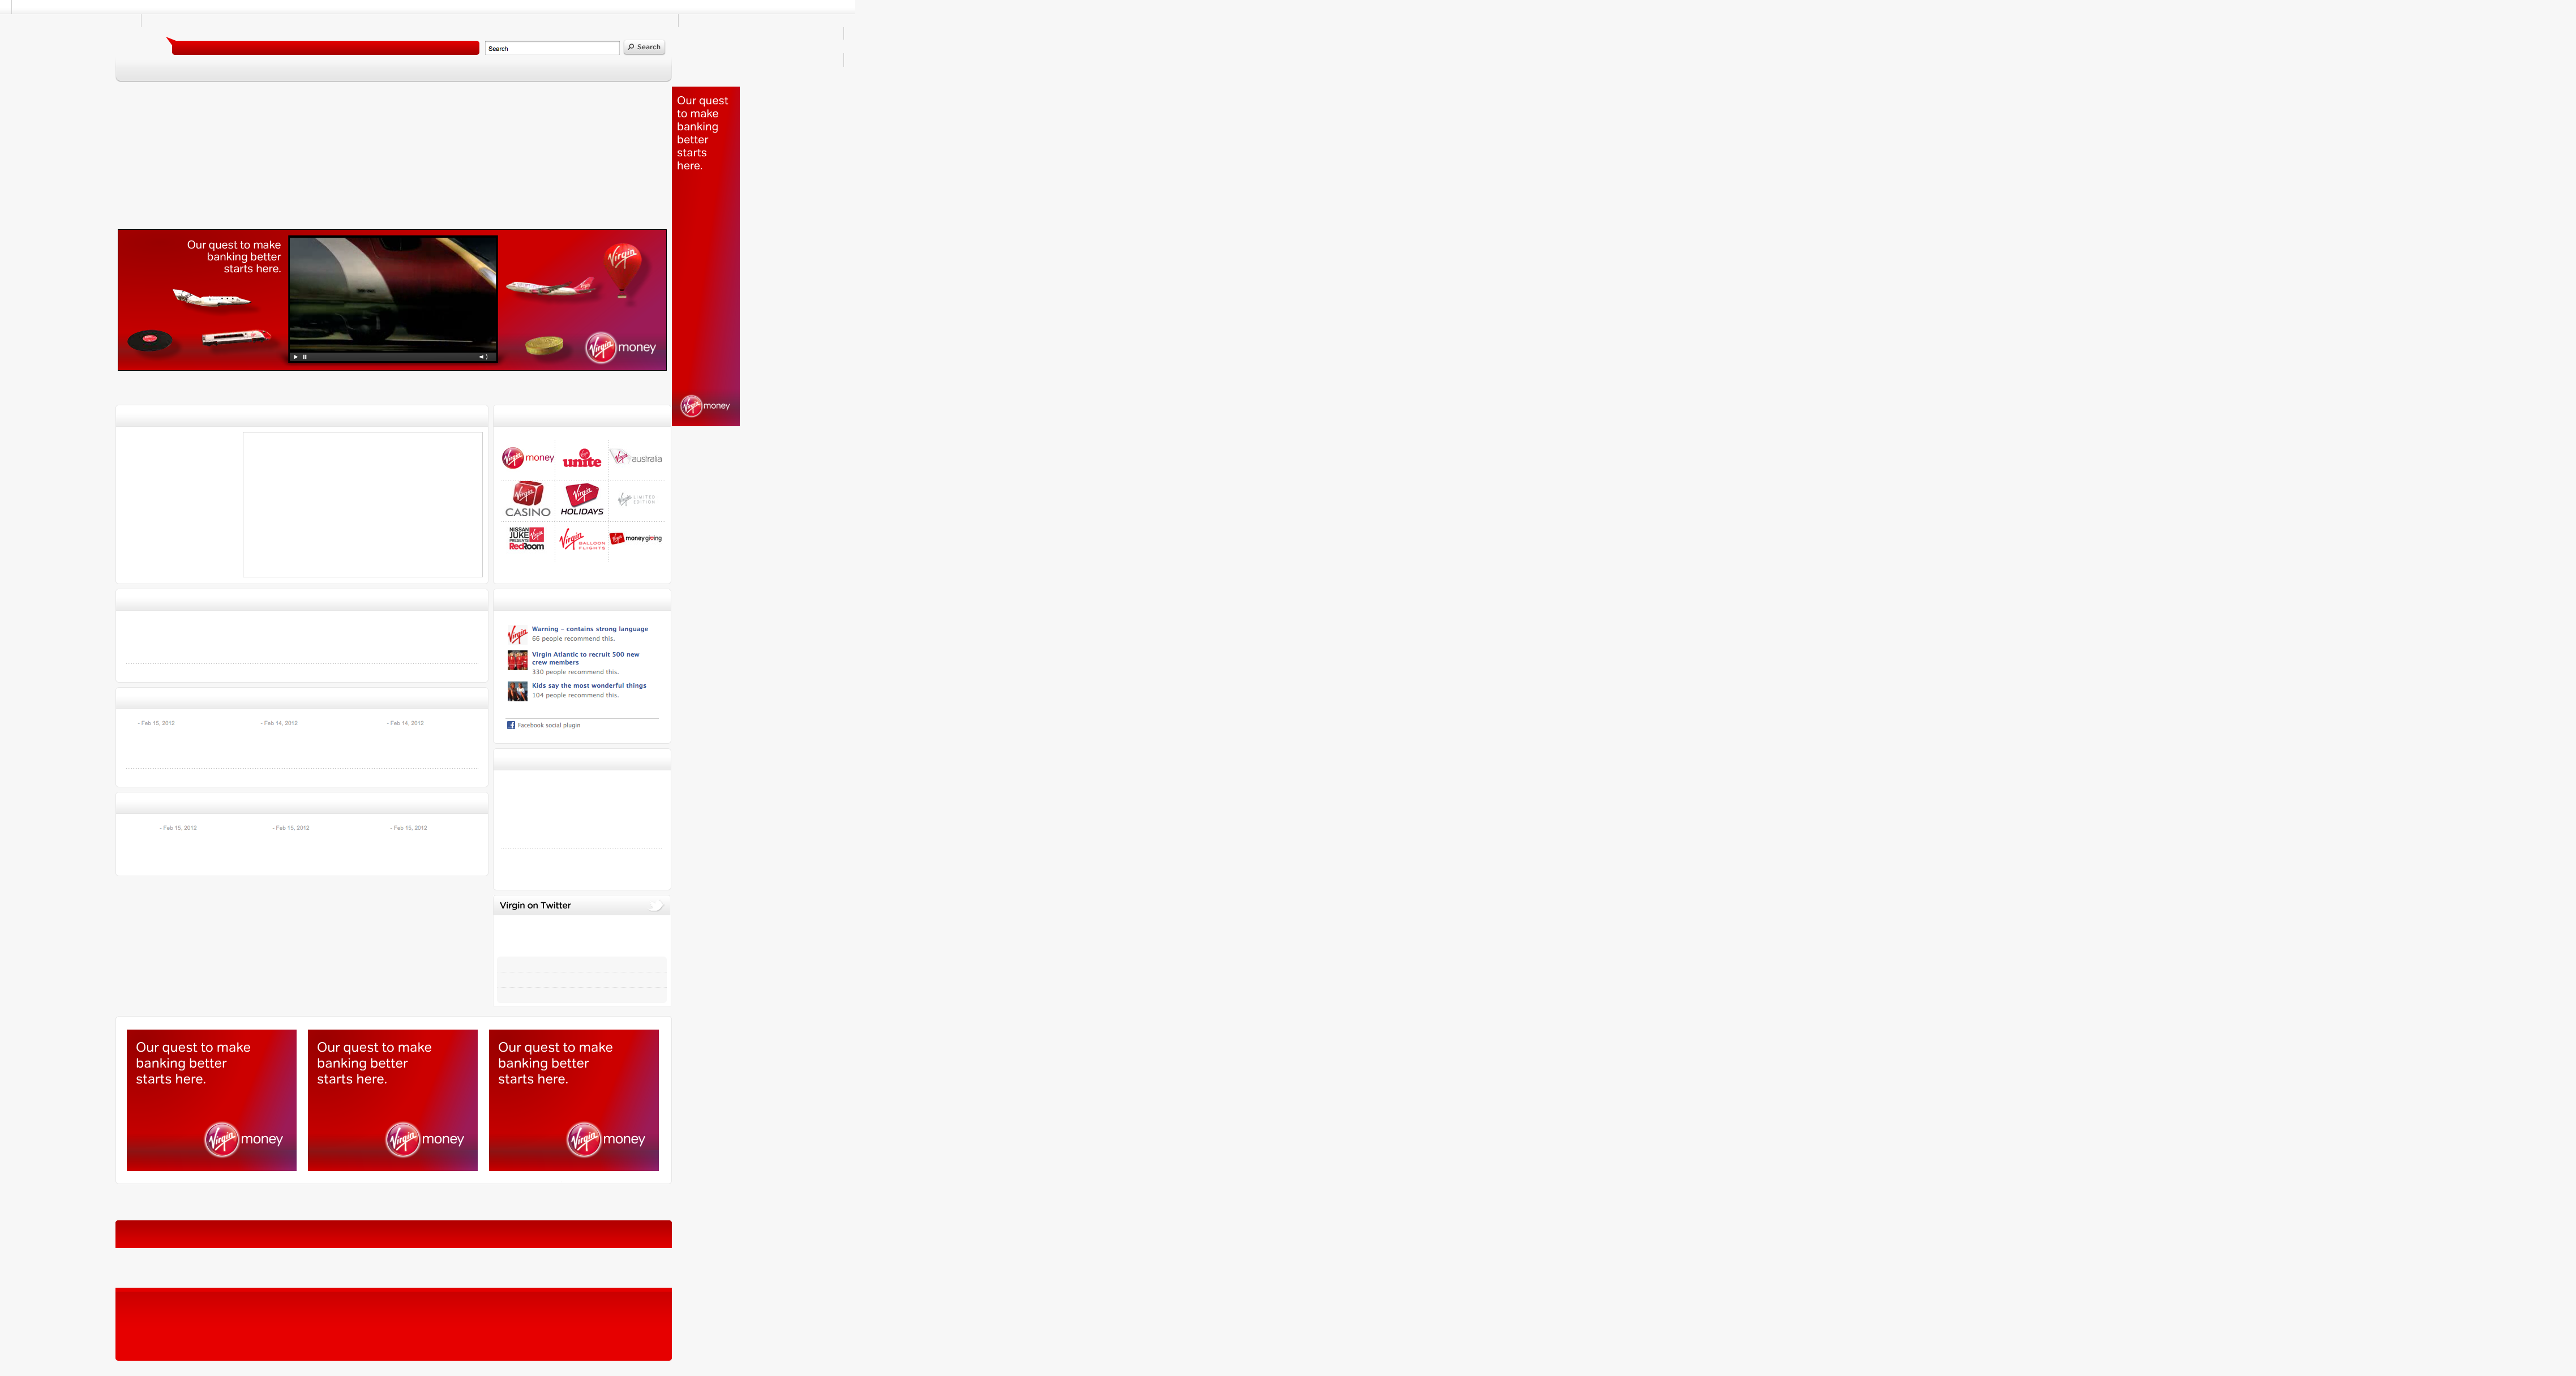 Search
Search
Our quest
to make
banking
better
starts
here.
Virgin money
Our quest to make
banking better
starts here.
Virgin
Virgin money
Virgin money
Virgin unite
Virgin australia
Virgin CASINO
Virgin HOLIDAYS
Virgin LIMITED
EDITION
NISSAN
JUKE
PRESENTS
Virgin
RedRoom
Virgin BALLOON
FLIGHTS
Virgin money giving
Virgin
Warning – contains strong language
66 people recommend this.
Virgin Atlantic to recruit 500 new
crew members
330 people recommend this.
Kids say the most wonderful things
104 people recommend this.
Facebook social plugin
- Feb 15, 2012
- Feb 14, 2012
- Feb 14, 2012
- Feb 15, 2012
- Feb 15, 2012
- Feb 15, 2012
Virgin on Twitter
Our quest to make
banking better
starts here.
Virgin money
Our quest to make
banking better
starts here.
Virgin money
Our quest to make
banking better
starts here.
Virgin money